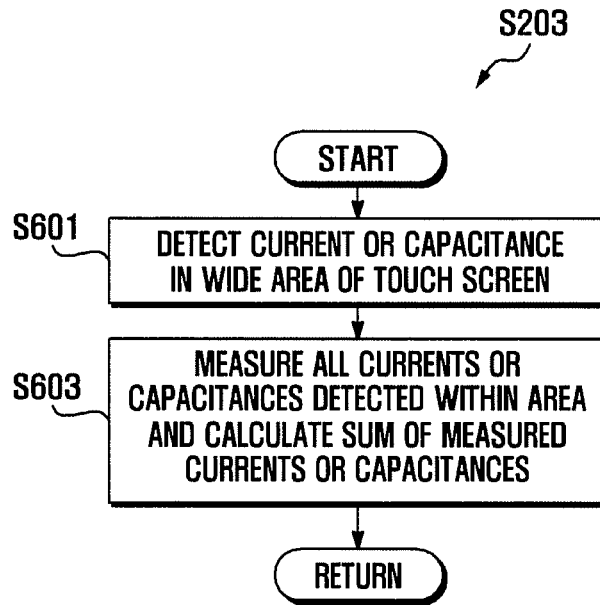 S203
START
S601
DETECT CURRENT OR CAPACITANCE
IN WIDE AREA OF TOUCH SCREEN
S603
MEASURE ALL CURRENTS OR
CAPACITANCES DETECTED WITHIN AREA
AND CALCULATE SUM OF MEASURED
CURRENTS OR CAPACITANCES
RETURN